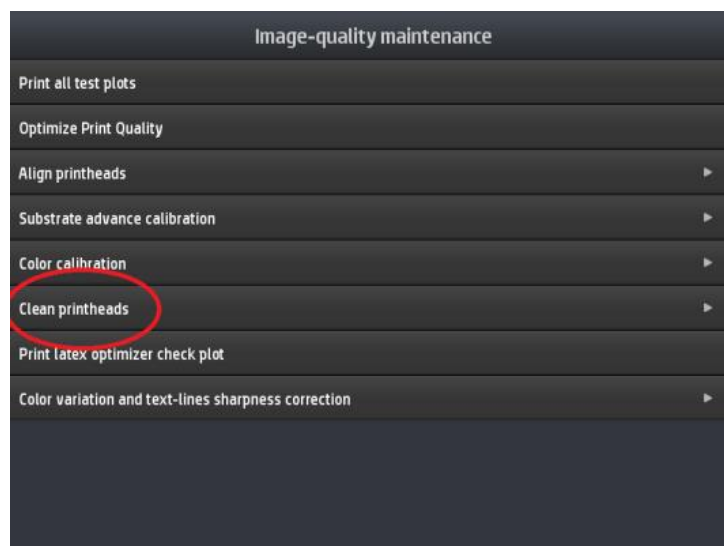 Image-quality maintenance
Print all test plots
Optimize Print Quality
Align printheads
Substrate advance calibration
Color calibration
Clean printheads
Print latex optimizer check plot
Color variation and text-lines sharpness correction